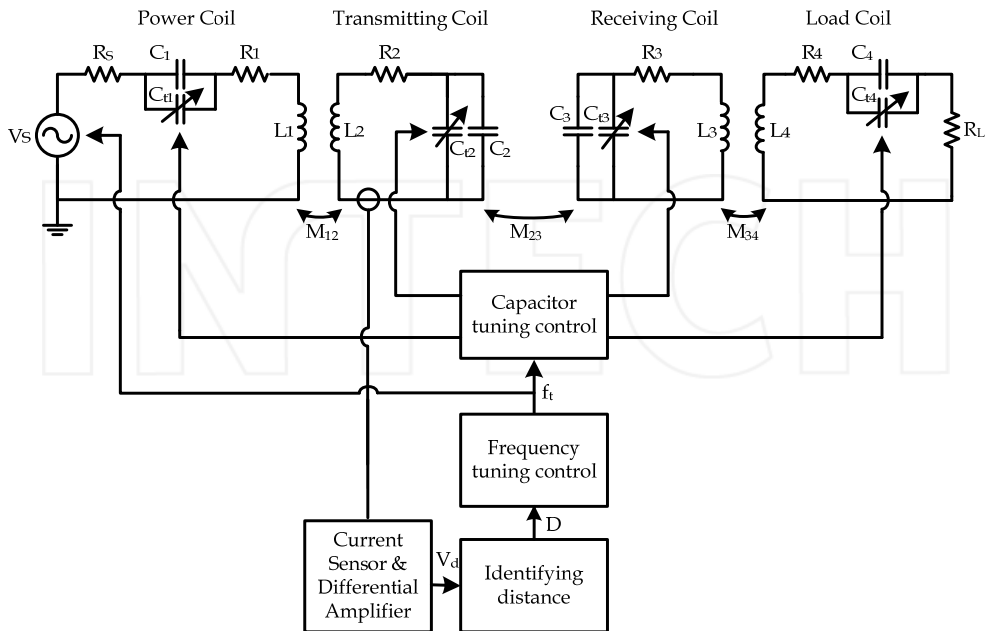 Power Coil
Transmitting Coil
Receiving Coil
Load Coil
RS
C1
R1
R2
R3
R4
C4
Ct1
Ct4
VS
L1
L2
Ct2
C2
C3
Ct3
L3
L4
RL
M12
M23
M34
INTECH
Capacitor
tuning control
ft
Frequency
tuning control
D
Current
Sensor &
Differential
Amplifier
Vd
Identifying
distance